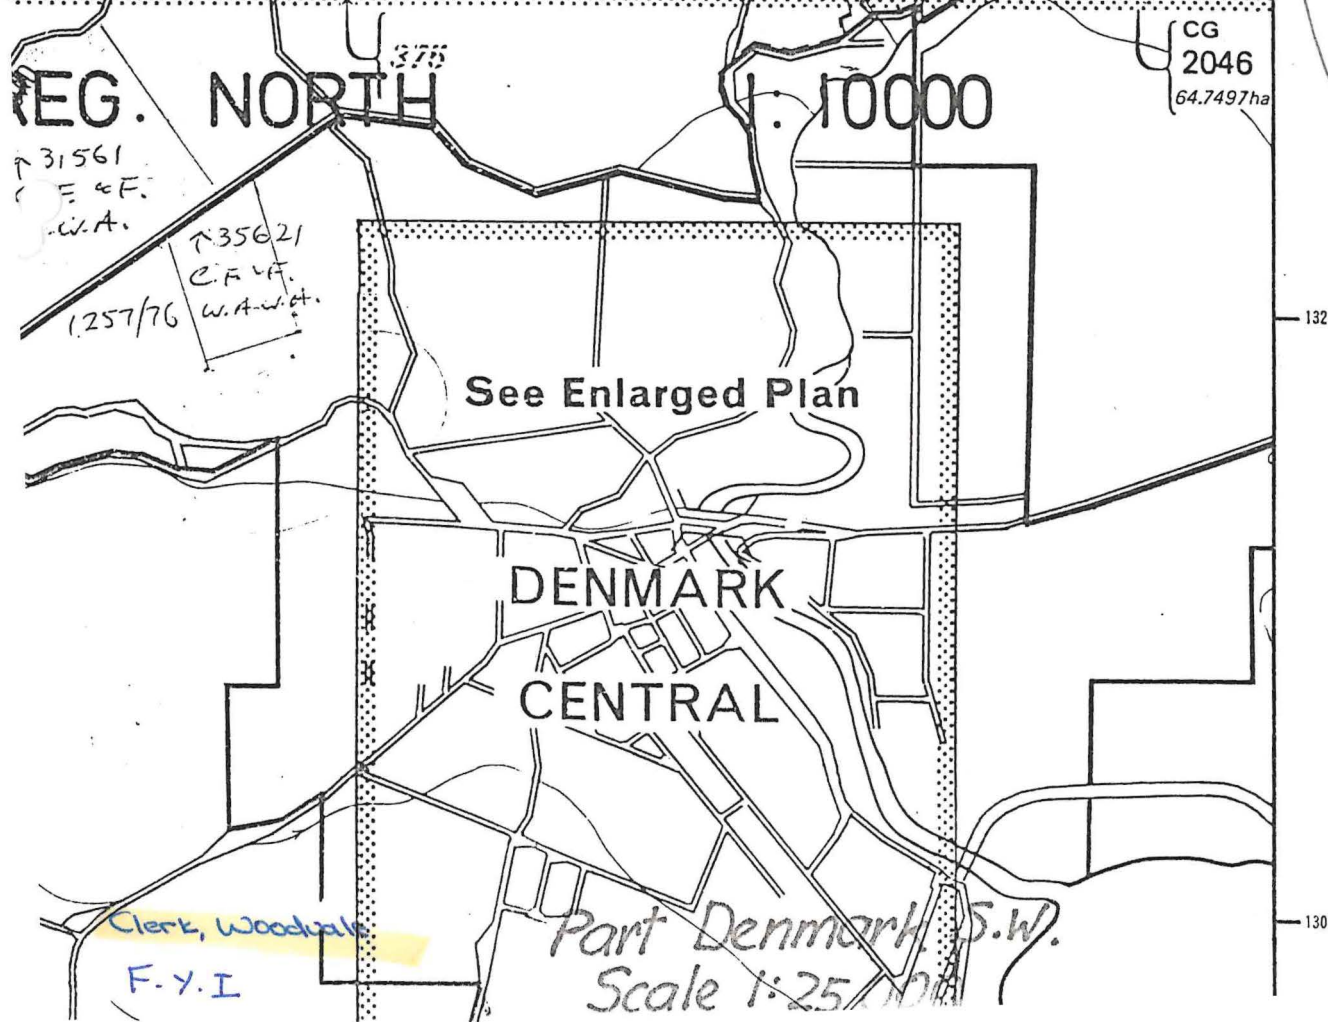 CG
2046
64.7497ha
375
REG. NORTH 1 : 10000
↑ 31561
& F.
W.A.
↑35621
C.F. & F.
W.A.W.A.
1257/76
132
See Enlarged Plan
DENMARK
CENTRAL
Clerk, Woodvale
F.Y.I
Part Denmark S.W.
Scale 1:25,000
130